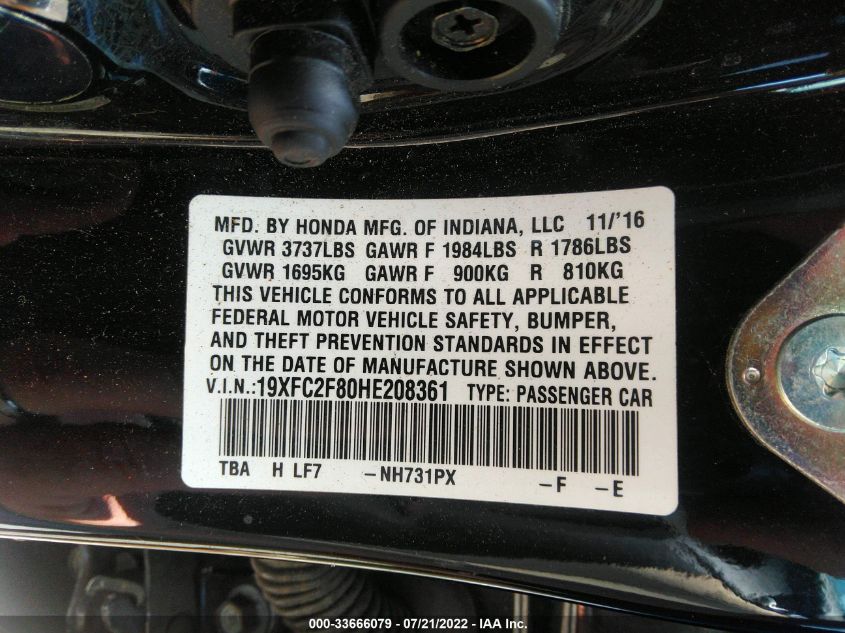 MFD. BY HONDA MFG. OF INDIANA, LLC 11/'16
GVWR 3737LBS GAWR F 1984LBS R 1786LBS
GVWR 1695KG GAWR F 900KG R 810KG
THIS VEHICLE CONFORMS TO ALL APPLICABLE
FEDERAL MOTOR VEHICLE SAFETY, BUMPER,
AND THEFT PREVENTION STANDARDS IN EFFECT
ON THE DATE OF MANUFACTURE SHOWN ABOVE.
V.I.N.:19XFC2F80HE208361 TYPE: PASSENGER CAR
TBA H LF7 –NH731PX –F –E
000-33666079 / 07/21/2022 - IAA Inc.